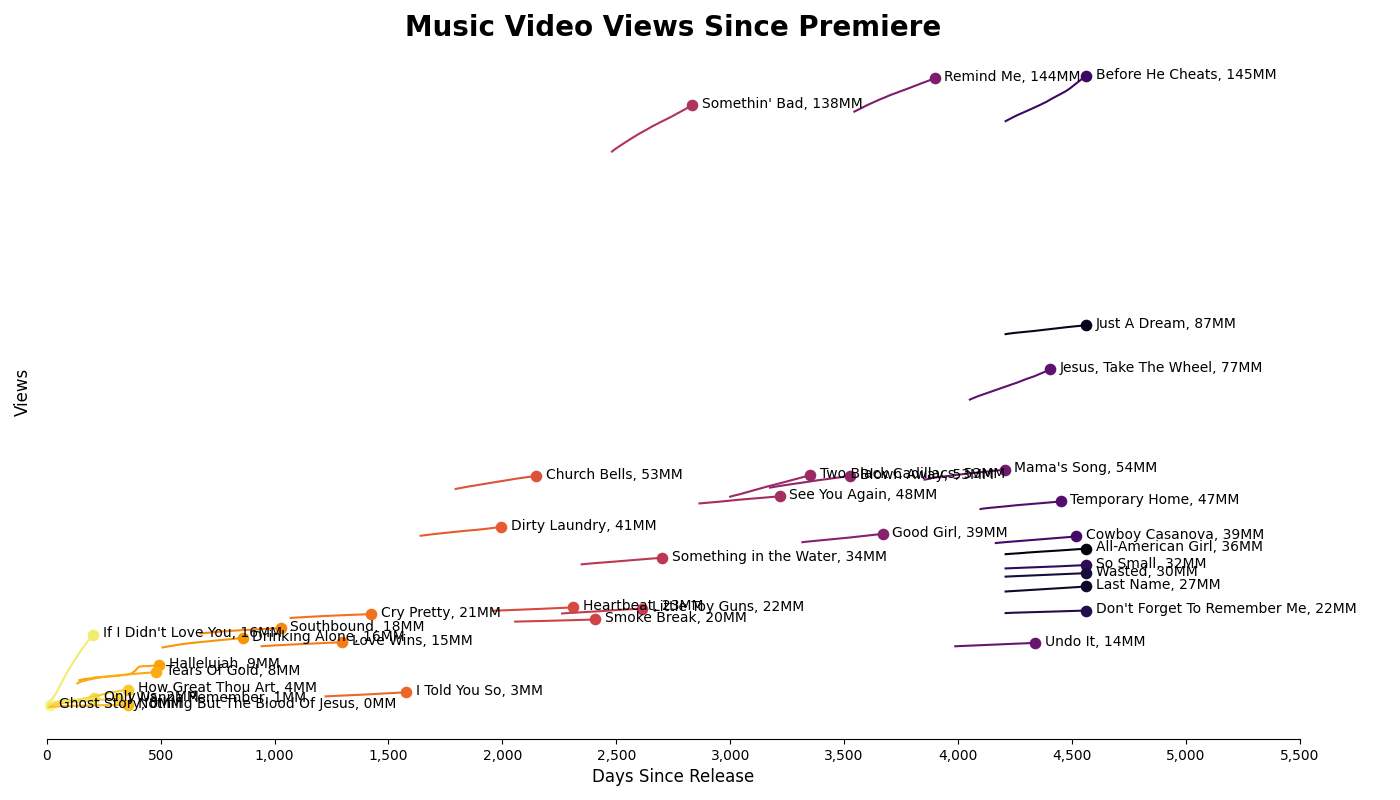 Music Video Views Since Premiere
Before He Cheats, 145MM
Remind Me, 144MM
Somethin' Bad, 138MM
Just A Dream, 87MM
Jesus, Take The Wheel, 77MM
Mama's Song, 54MM
Church Bells, 53MM
Two Black Cadillacs, 53MM
Blown Away, 53MM
See You Again, 48MM
Temporary Home, 47MM
Dirty Laundry, 41MM
Good Girl, 39MM
Cowboy Casanova, 39MM
All-American Girl, 36MM
Something in the Water, 34MM
So Small, 32MM
Wasted, 30MM
Last Name, 27MM
Heartbeat, 23MM
Little Toy Guns, 22MM
Don't Forget To Remember Me, 22MM
Cry Pretty, 21MM
Smoke Break, 20MM
Southbound, 18MM
If I Didn't Love You, 16MM
Drinking Alone, 16MM
Love Wins, 15MM
Undo It, 14MM
Hallelujah, 9MM
Tears Of Gold, 8MM
How Great Thou Art, 4MM
I Told You So, 3MM
Only Us, 2MM
I Wanna Remember, 1MM
Ghost Story, 0MM
Nothing But The Blood Of Jesus, 0MM
Views
0 500 1,000 1,500 2,000 2,500 3,000 3,500 4,000 4,500 5,000 5,500
Days Since Release